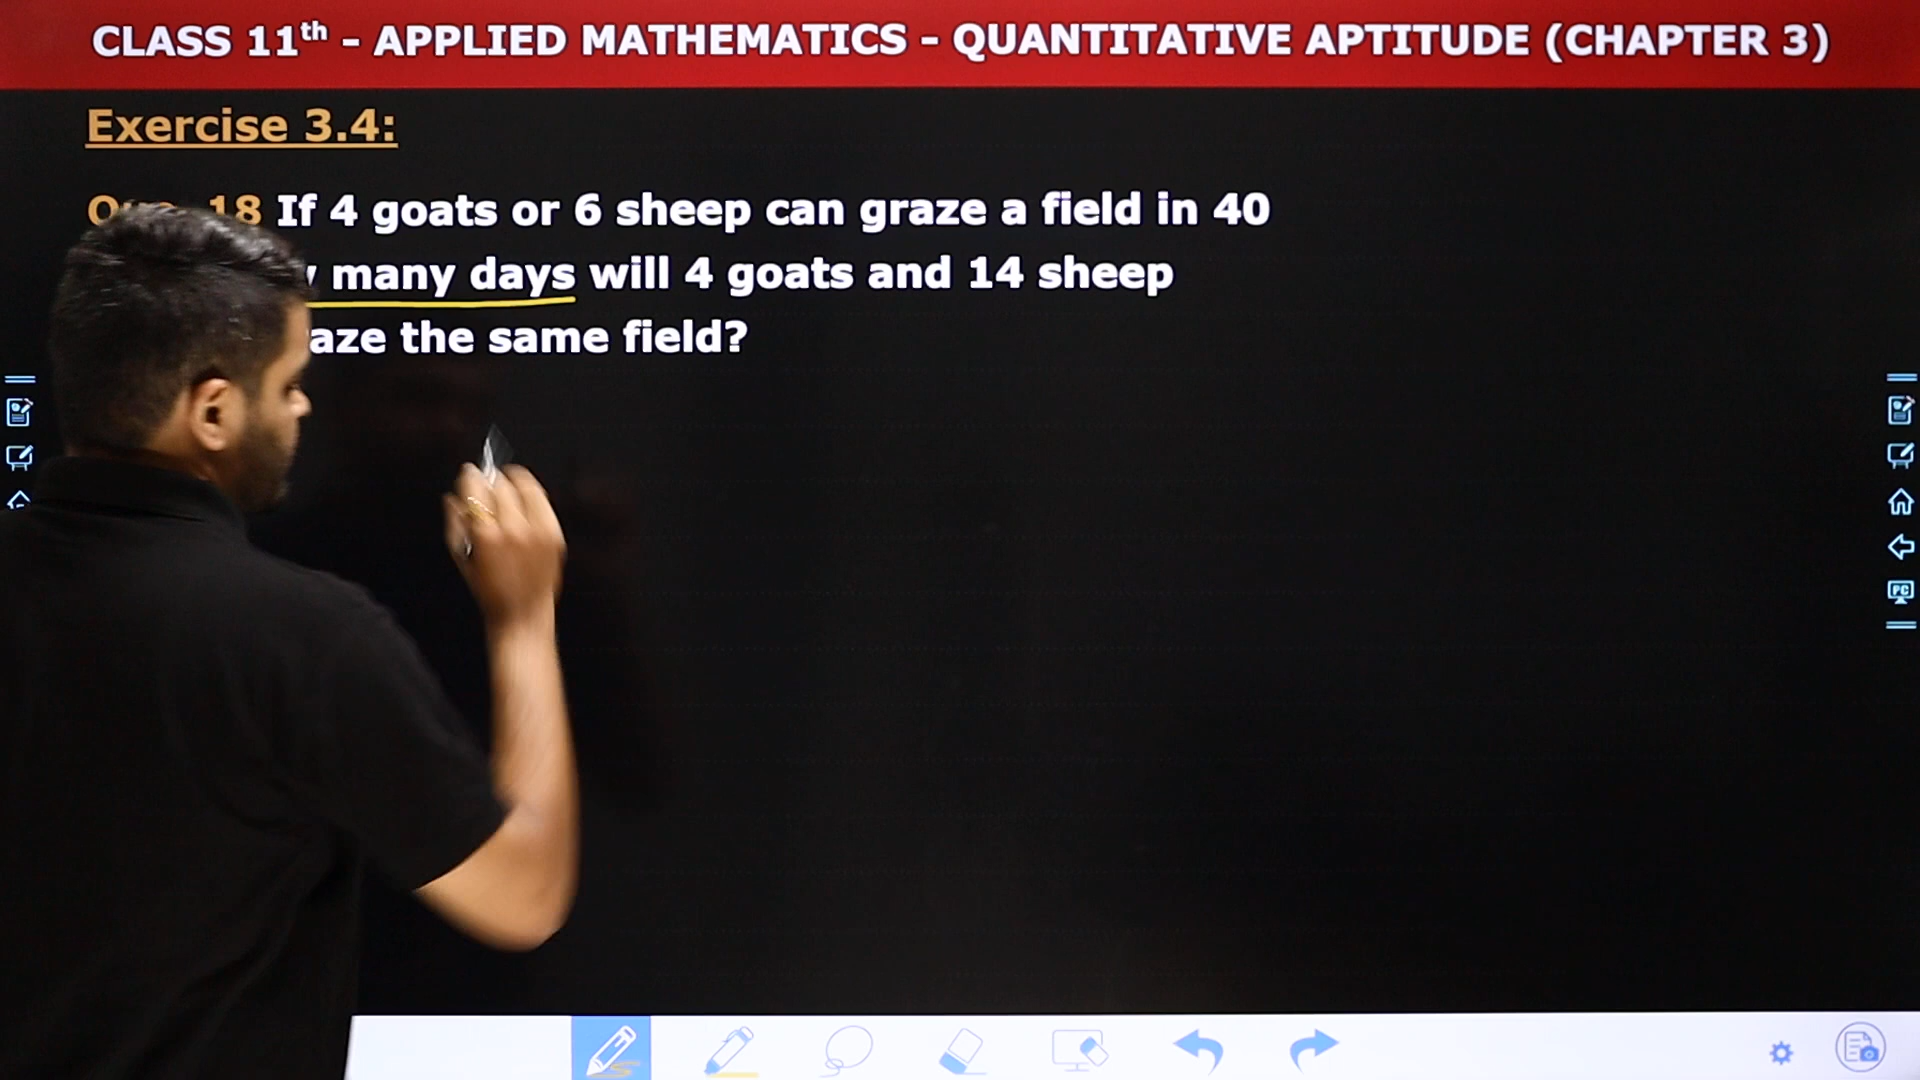 CLASS 11th - APPLIED MATHEMATICS - QUANTITATIVE APTITUDE (CHAPTER 3)
Exercise 3.4:
18 If 4 goats or 6 sheep can graze a field in 40
many days will 4 goats and 14 sheep
the same field?
PC